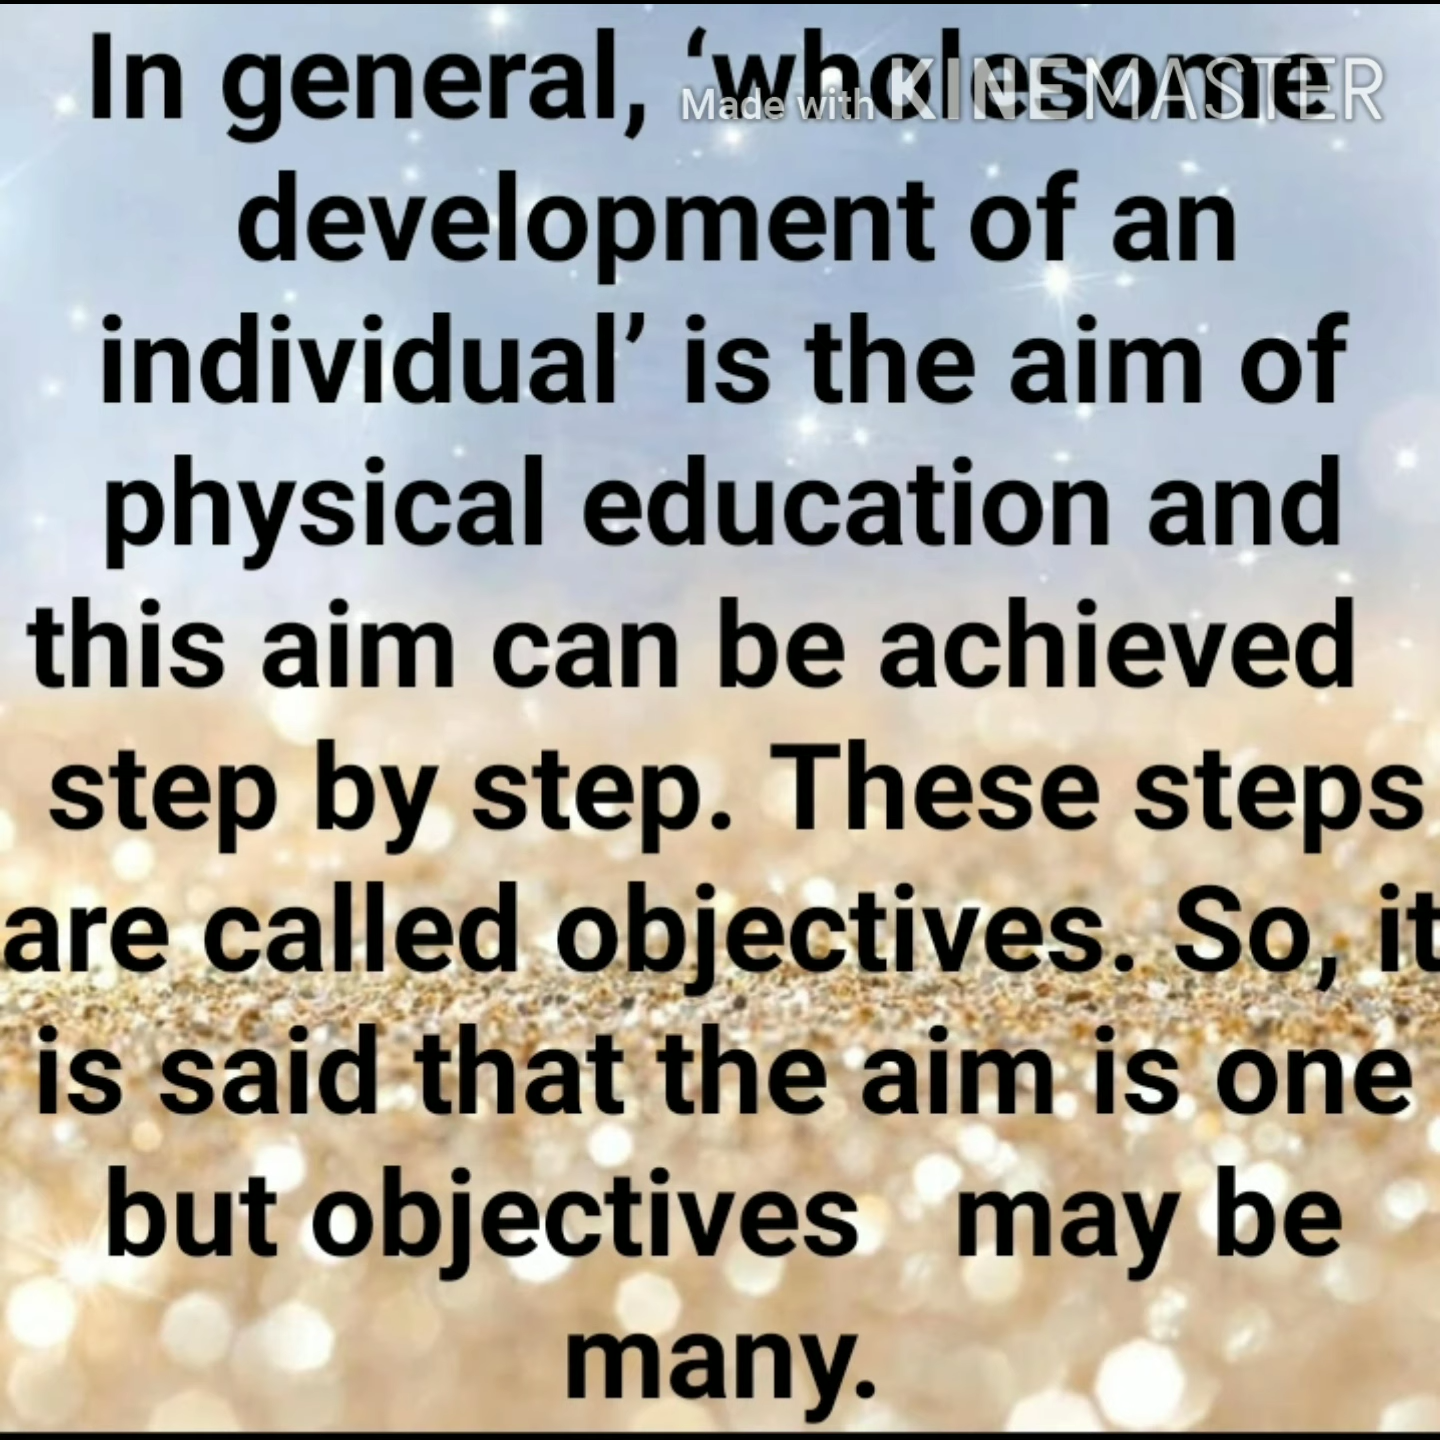 In general, ‘wholesome
Made with KINEMASTER
development of an
individual’ is the aim of
physical education and
this aim can be achieved
step by step. These steps
are called objectives. So, it
is said that the aim is one
but objectives   may be
many.